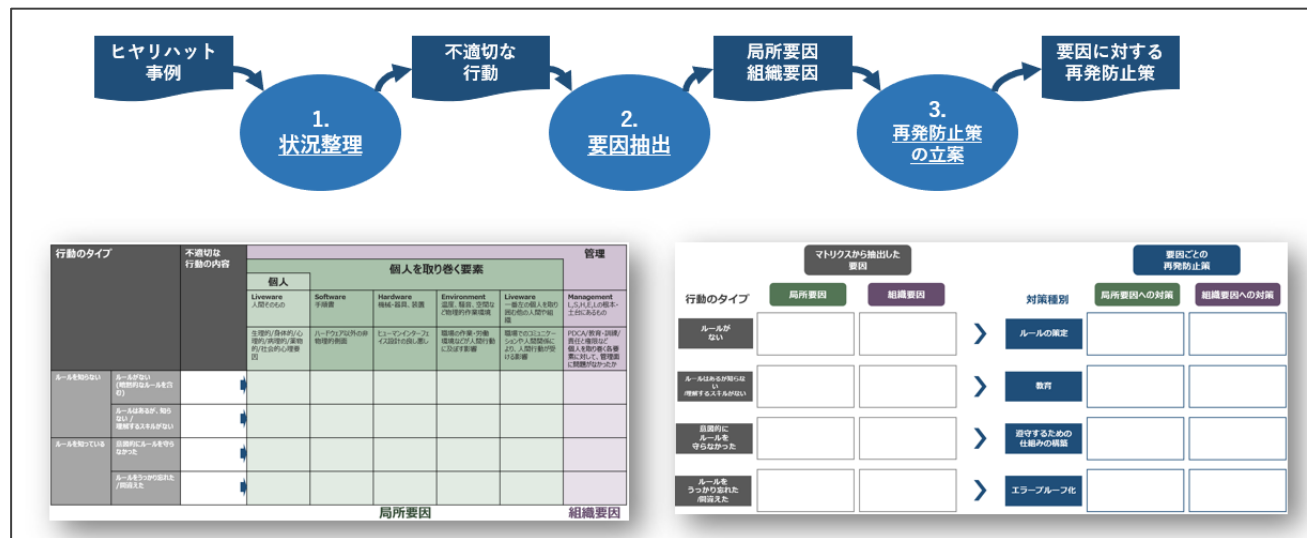 ヒヤリハット
事例
不適切な
行動
局所要因
組織要因
要因に対する
再発防止策
1.
状況整理
2.
要因抽出
3.
再発防止策
の立案
行動のタイプ
不適切な
行動の内容
管理
個人を取り巻く要素
個人
Liveware
人間そのもの
Software
手順書
Hardware
機械・器具、装置
Environment
温度、騒音、空間な
ど物理的作業環境
Liveware
一番左の個人を取り
囲む他の人間や組
織
Management
L,S,H,E,Lの根本・
土台にあるもの
生理的/身体的/心
理的/病理的/薬物
的/社会的心理要
因
ハードウェア以外の非
物理的側面
ヒューマンインターフェ
イス設計の良し悪し
職場の作業・労働
環境などが人間行動
に及ぼす影響
職場でのコミュニケー
ションや人間関係に
より、人間行動が受
ける影響
PDCA/教育・訓練/
責任と権限など
個人を取り巻く各要
素に対して、管理面
に問題がなかったか
ルールを知らない
ルールがない
(暗黙的なルールを含
む)
ルールはあるが、知ら
ない /
理解するスキルがない
ルールを知っている
意図的にルールを守ら
なかった
ルールをうっかり忘れた
/間違えた
局所要因
組織要因
マトリクスから抽出した
要因
要因ごとの
再発防止策
行動のタイプ
局所要因
組織要因
対策種別
局所要因への対策
組織要因への対策
ルールが
ない
ルールの策定
ルールはあるが知らな
い
/理解するスキルがない
教育
意図的に
ルールを
守らなかった
遵守するための
仕組みの構築
ルールを
うっかり忘れた
/間違えた
エラープルーフ化